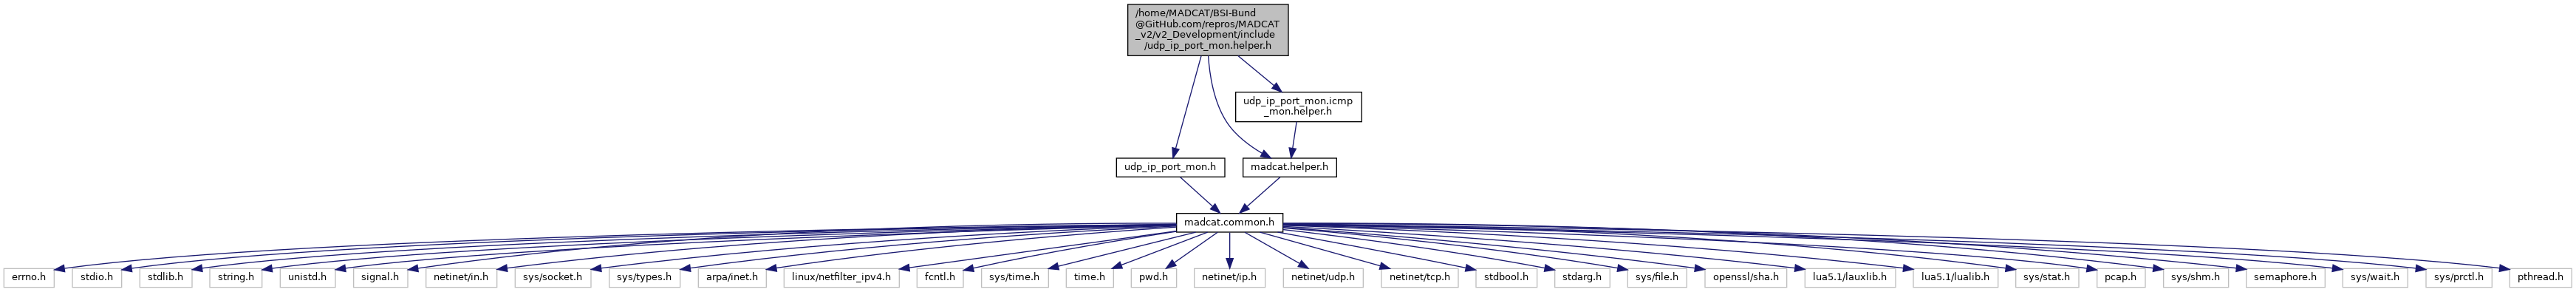 /home/MADCAT/BSI-Bund
@GitHub.com/repros/MADCAT
_v2/v2_Development/include
/udp_ip_port_mon.helper.h
udp_ip_port_mon.icmp
_mon.helper.h
udp_ip_port_mon.h
madcat.helper.h
madcat.common.h
errno.h
stdio.h
stdlib.h
string.h
unistd.h
signal.h
netinet/in.h
sys/socket.h
sys/types.h
arpa/inet.h
linux/netfilter_ipv4.h
fcntl.h
sys/time.h
time.h
pwd.h
netinet/ip.h
netinet/udp.h
netinet/tcp.h
stdbool.h
stdarg.h
sys/file.h
openssl/sha.h
lua5.1/lauxlib.h
lua5.1/lualib.h
sys/stat.h
pcap.h
sys/shm.h
semaphore.h
sys/wait.h
sys/prctl.h
pthread.h